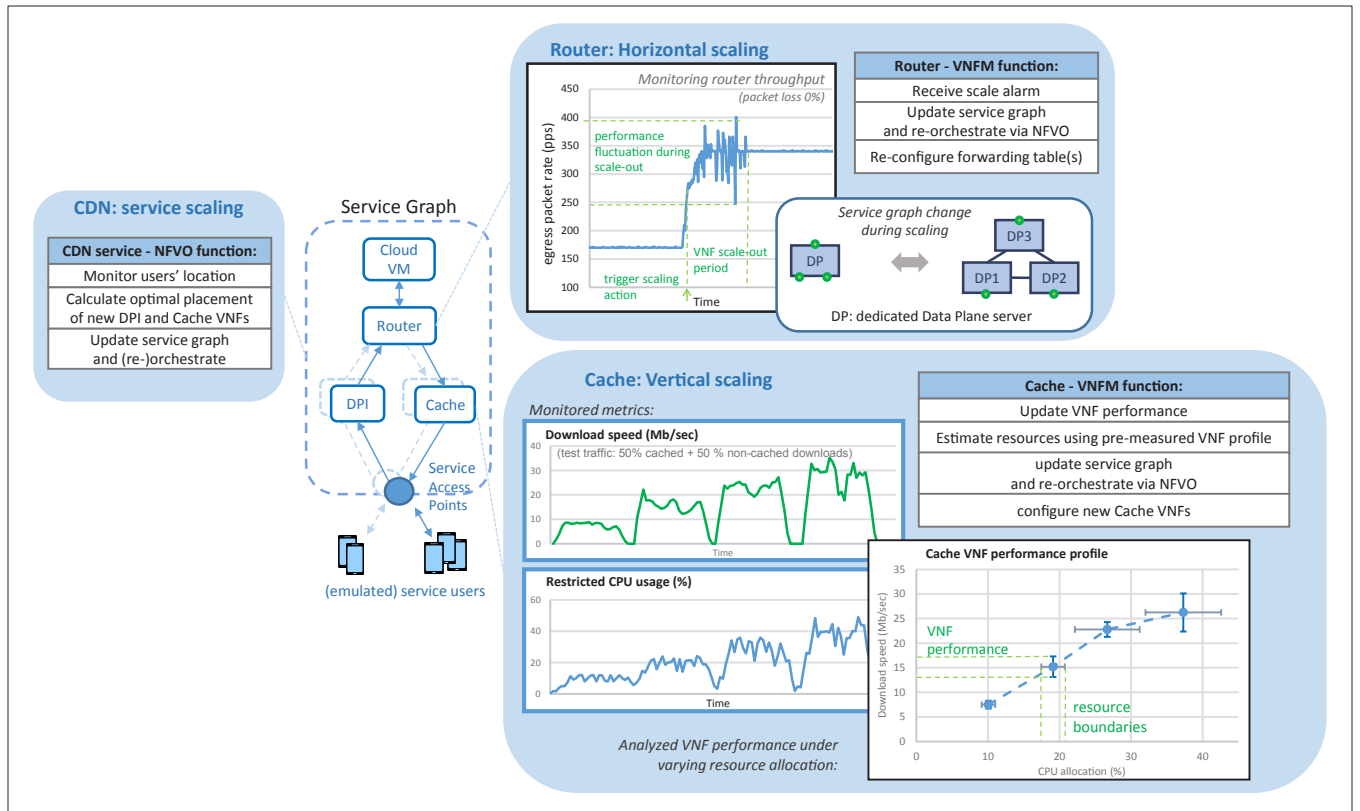 CDN: service scaling
CDN service - NFVO function:
Monitor users' location
Calculate optimal placement
of new DPI and Cache VNFs
Update service graph
and (re-)orchestrate
Service Graph
Cloud
VM
Router
DPI
Cache
Service
Access
Points
(emulated) service users
Router: Horizontal scaling
Monitoring router throughput
(packet loss 0%)
egress packet rate (pps)
450
400
350
300
250
200
150
100
performance
fluctuation during
scale-out
VNF scale-out
period
trigger scaling
action
Time
Router - VNFM function:
Receive scale alarm
Update service graph
and re-orchestrate via NFVO
Re-configure forwarding table(s)
Service graph change
during scaling
DP
DP3
DP1
DP2
DP: dedicated Data Plane server
Cache: Vertical scaling
Monitored metrics:
Download speed (Mb/sec)
(test traffic: 50% cached + 50 % non-cached downloads)
40
30
20
10
0
Time
Restricted CPU usage (%)
60
40
20
0
Time
Analyzed VNF performance under
varying resource allocation:
Cache - VNFM function:
Update VNF performance
Estimate resources using pre-measured VNF profile
update service graph
and re-orchestrate via NFVO
configure new Cache VNFs
Cache VNF performance profile
Download speed (Mb/sec)
35
30
25
20
15
10
5
0
VNF
performance
resource
boundaries
0 10 20 30 40
CPU allocation (%)